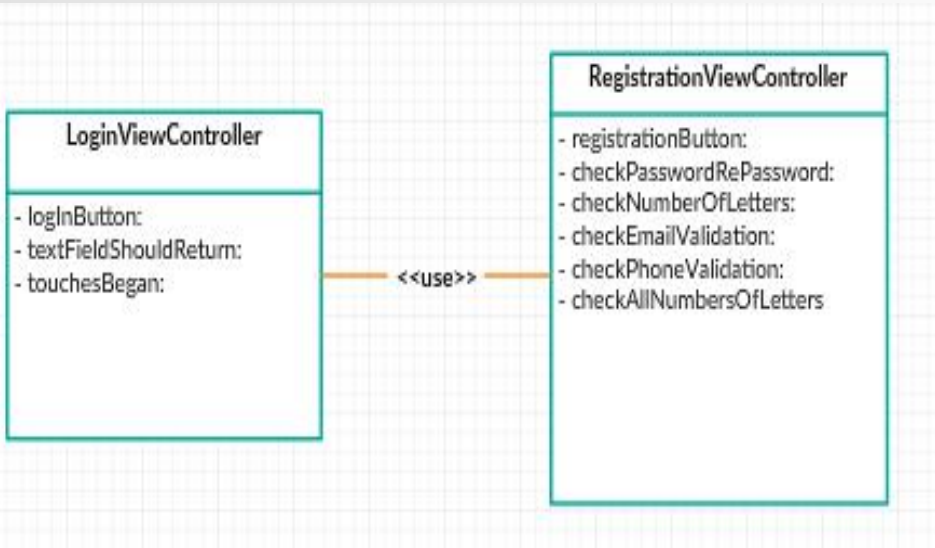 LoginViewController
- logInButton:
- textFieldShouldReturn:
- touchesBegan:
<<use>>
RegistrationViewController
- registrationButton:
- checkPasswordRePassword:
- checkNumberOfLetters:
- checkEmailValidation:
- checkPhoneValidation:
- checkAllNumbersOfLetters